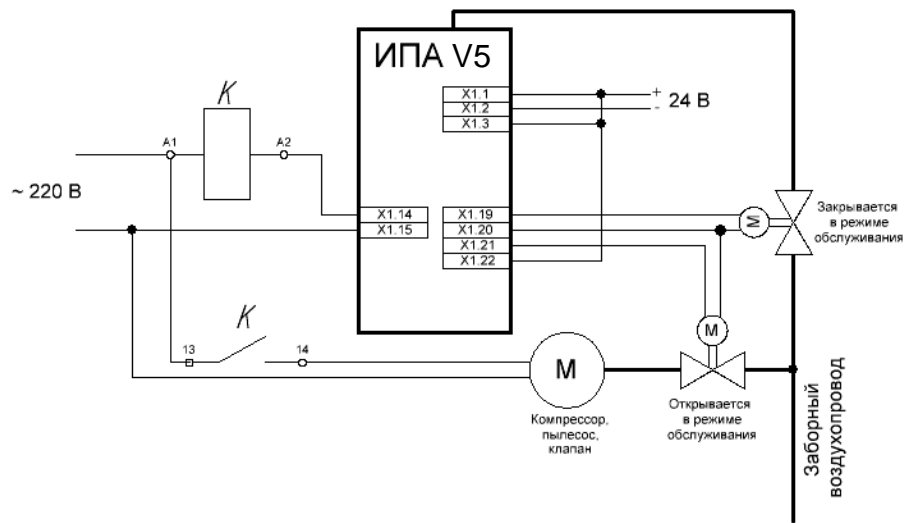 ИПА V5
K
X1.1
X1.2
X1.3
+
-
24 В
A1
A2
~ 220 В
X1.14
X1.15
X1.19
X1.20
X1.21
X1.22
M
Закрывается
в режиме
обслуживания
K
13
14
M
M
Компрессор,
пылесос,
клапан
Открывается
в режиме
обслуживания
Заборный
воздухопровод